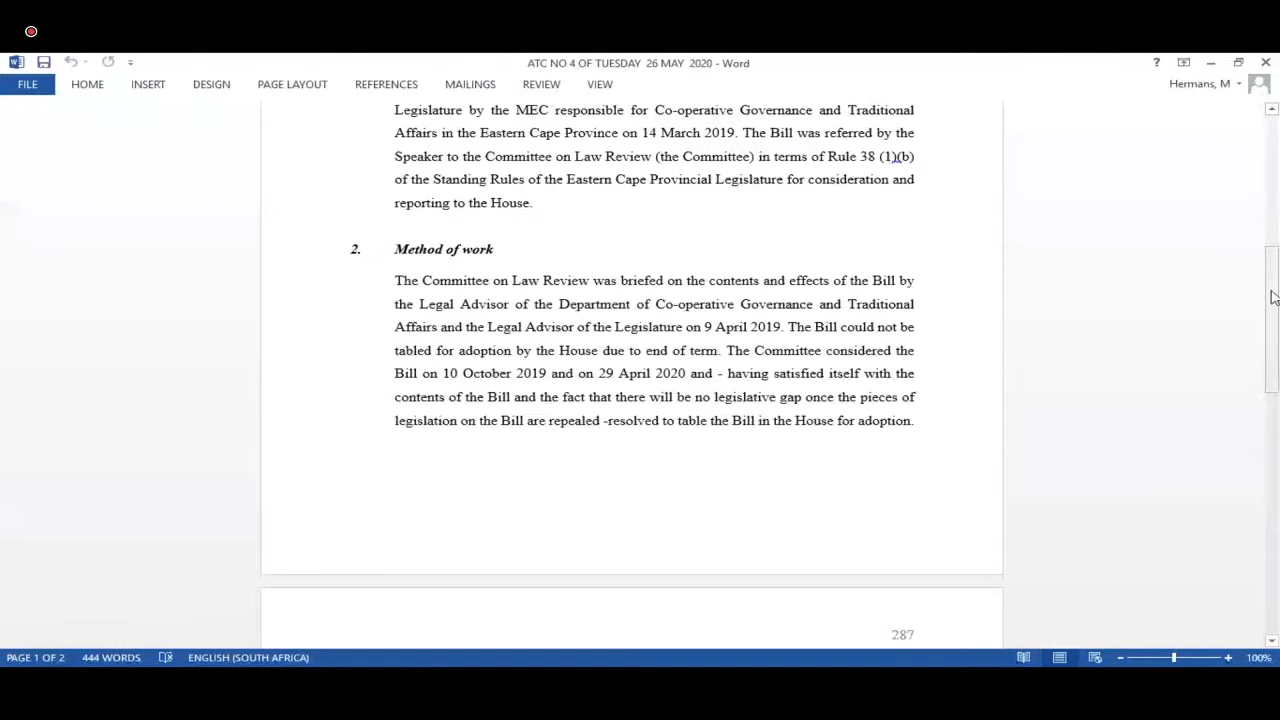 ATC NO 4 OF TUESDAY 26 MAY 2020 - Word
?
FILE HOME INSERT DESIGN PAGE LAYOUT REFERENCES MAILINGS REVIEW VIEW Hermans, M
Legislature by the MEC responsible for Co-operative Governance and Traditional
Affairs in the Eastern Cape Province on 14 March 2019. The Bill was referred by the
Speaker to the Committee on Law Review (the Committee) in terms of Rule 38 (1)(b)
of the Standing Rules of the Eastern Cape Provincial Legislature for consideration and
reporting to the House.
2. Method of work
The Committee on Law Review was briefed on the contents and effects of the Bill by
the Legal Advisor of the Department of Co-operative Governance and Traditional
Affairs and the Legal Advisor of the Legislature on 9 April 2019. The Bill could not be
tabled for adoption by the House due to end of term. The Committee considered the
Bill on 10 October 2019 and on 29 April 2020 and - having satisfied itself with the
contents of the Bill and the fact that there will be no legislative gap once the pieces of
legislation on the Bill are repealed -resolved to table the Bill in the House for adoption.
287
PAGE 1 OF 2 444 WORDS ENGLISH (SOUTH AFRICA) 100%